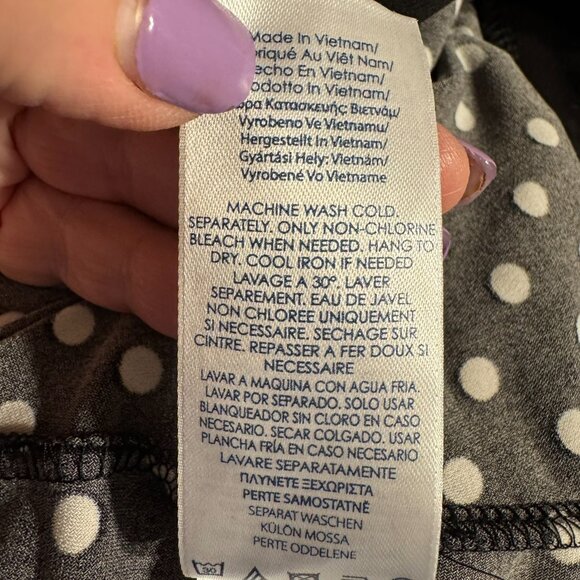 Made In Vietnam/
Fabriqué Au Việt Nam/
Hecho En Vietnam/
Prodotto In Vietnam/
Χώρα Κατασκευής Βιετνάμ/
Vyrobeno Ve Vietnamu/
Hergestellt In Vietnam/
Gyártási Hely: Vietnám/
Vyrobené Vo Vietname
MACHINE WASH COLD.
SEPARATELY. ONLY NON-CHLORINE
BLEACH WHEN NEEDED. HANG TO
DRY. COOL IRON IF NEEDED
LAVAGE A 30°. LAVER
SEPAREMENT. EAU DE JAVEL
NON CHLOREE UNIQUEMENT
SI NECESSAIRE. SECHAGE SUR
CINTRE. REPASSER A FER DOUX SI
NECESSAIRE
LAVAR A MAQUINA CON AGUA FRIA.
LAVAR POR SEPARADO. SOLO USAR
BLANQUEADOR SIN CLORO EN CASO
NECESARIO. SECAR COLGADO. USAR
PLANCHA FRÍA EN CASO NECESARIO
LAVARE SEPARATAMENTE
ΠΛΥΝΕΤΕ ΞΕΧΩΡΙΣΤΑ
PERTE SAMOSTATNĚ
SEPARAT WASCHEN
KÜLÖN MOSSA
PERTE ODDELENE
30